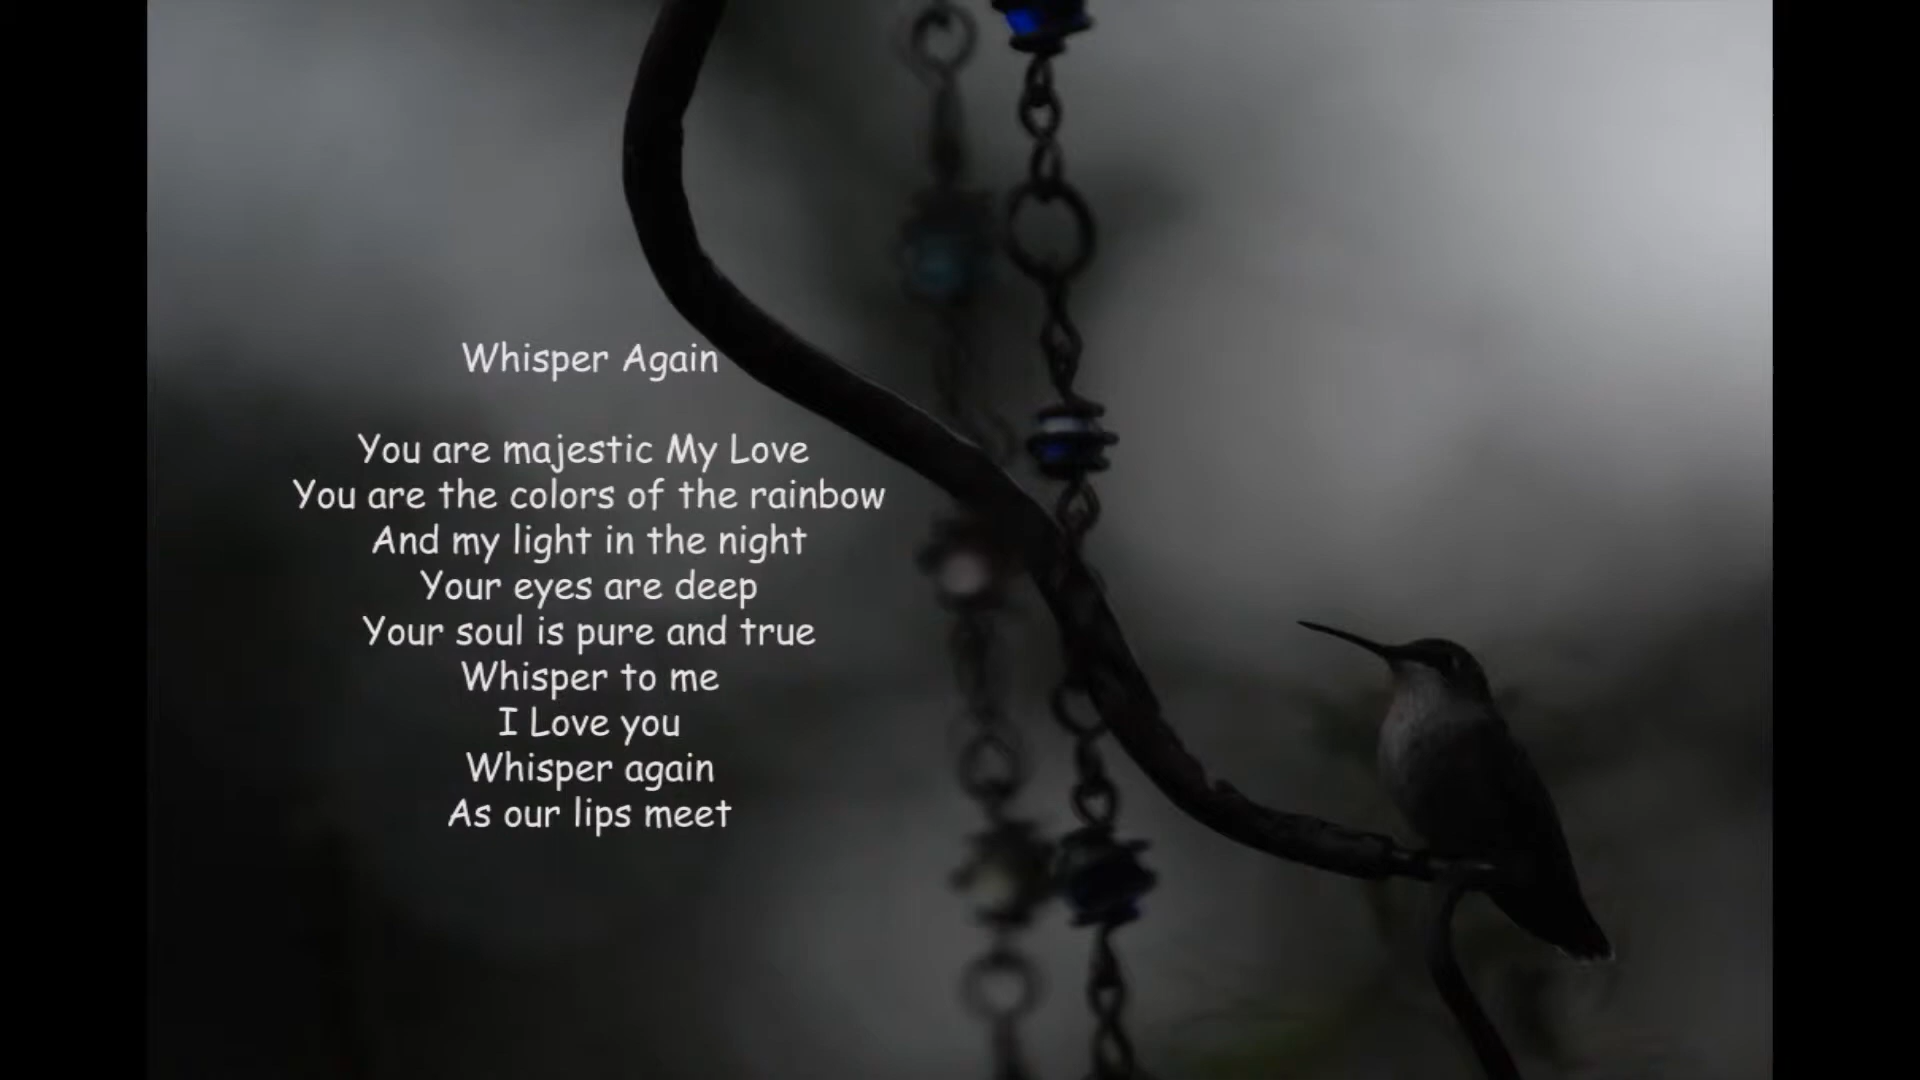 Whisper Again
You are majestic My Love
You are the colors of the rainbow
And my light in the night
Your eyes are deep
Your soul is pure and true
Whisper to me
I Love you
Whisper again
As our lips meet